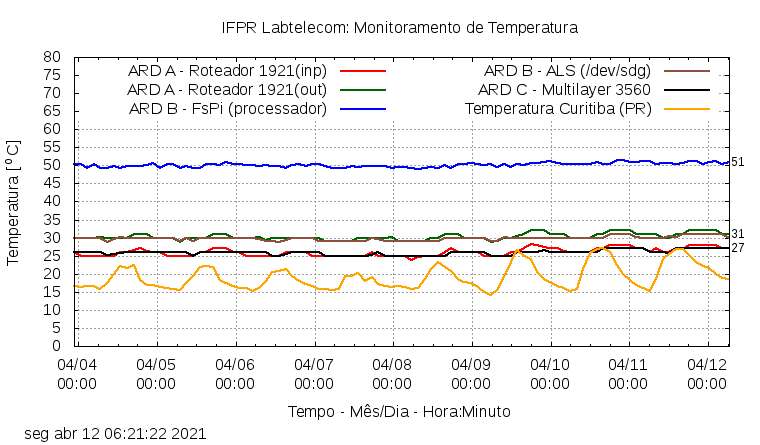 IFPR Labtelecom: Monitoramento de Temperatura
Temperatura [ º C]
80
75
70
65
60
55
50
45
40
35
30
25
20
15
10
5
0
ARD A - Roteador 1921(inp)
ARD A - Roteador 1921(out)
ARD B - FsPi (processador)
ARD B - ALS (/dev/sdg)
ARD C - Multilayer 3560
Temperatura Curitiba (PR)
51
31
27
04/04 04/05 04/06 04/07 04/08 04/09 04/10 04/11 04/12
00:00 00:00 00:00 00:00 00:00 00:00 00:00 00:00 00:00
Tempo - Mês/Dia - Hora:Minuto
seg abr 12 06:21:22 2021